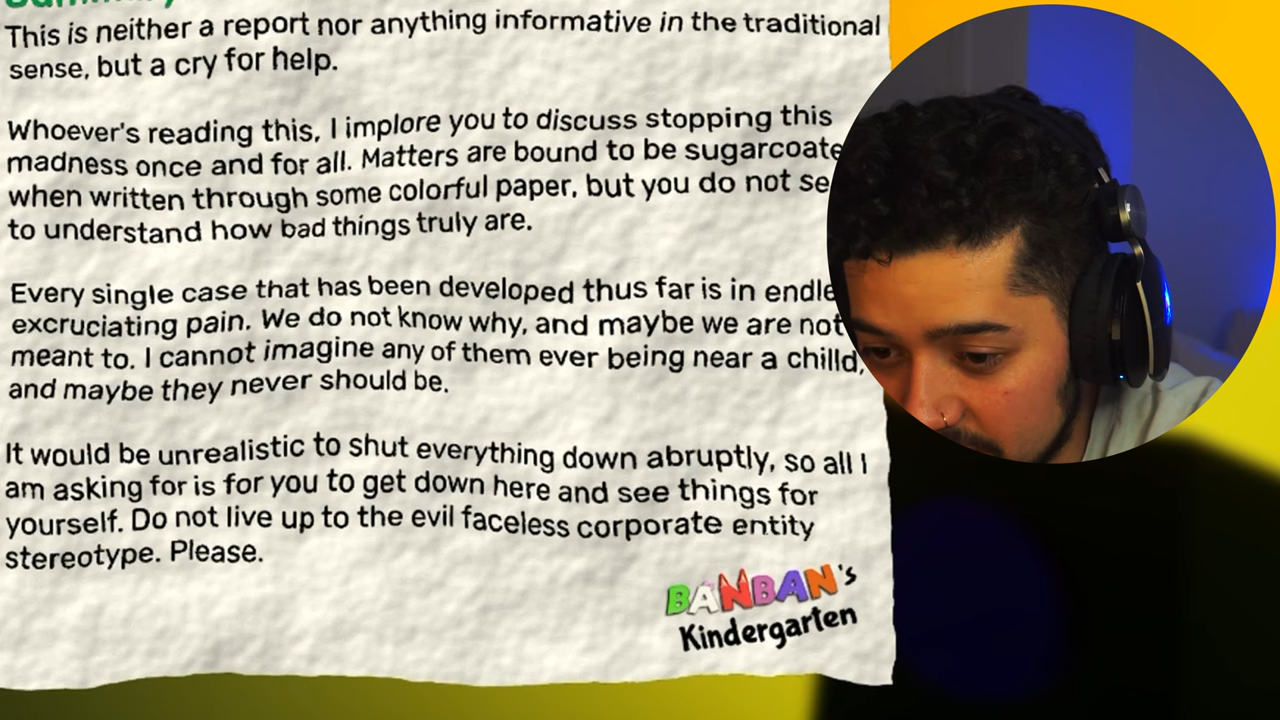 This is neither a report nor anything informative in the traditional
sense, but a cry for help.
Whoever's reading this, I implore you to discuss stopping this
madness once and for all. Matters are bound to be sugarcoate
when written through some colorful paper, but you do not se
to understand how bad things truly are.
Every single case that has been developed thus far is in endle
excruciating pain. We do not know why, and maybe we are not
meant to. I cannot imagine any of them ever being near a chilld,
and maybe they never should be.
It would be unrealistic to shut everything down abruptly, so all I
am asking for is for you to get down here and see things for
yourself. Do not live up to the evil faceless corporate entity
stereotype. Please.
BANBAN's
Kindergarten